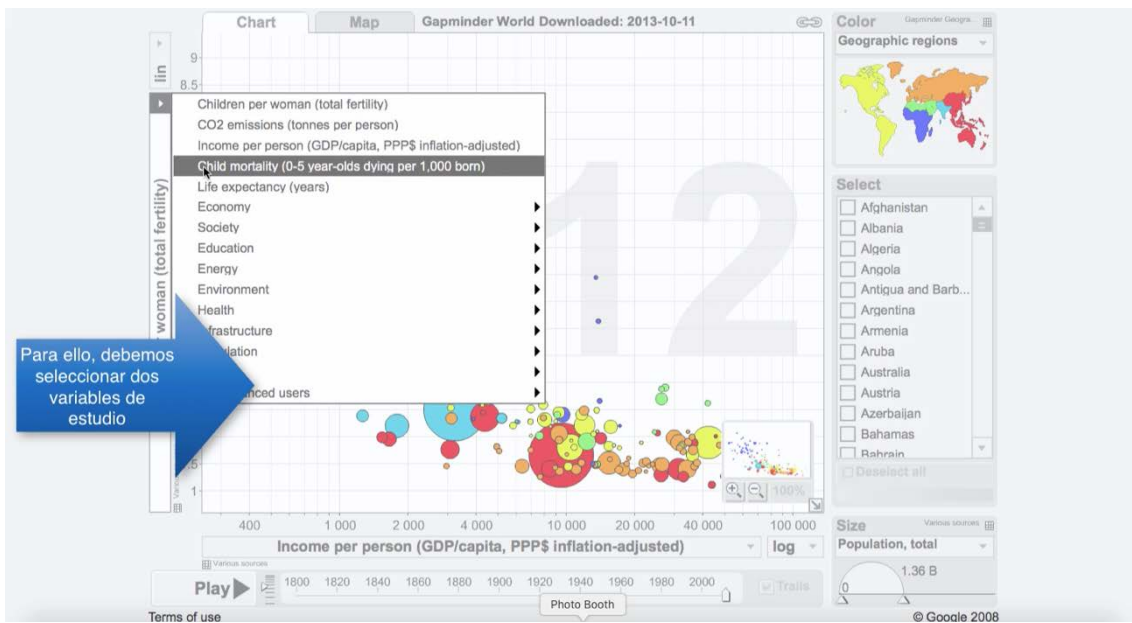 Chart
Map
Gapminder World Downloaded: 2013-10-11
lin
9
8.5
Children per woman (total fertility)
CO2 emissions (tonnes per person)
Income per person (GDP/capita, PPP$ inflation-adjusted)
Child mortality (0-5 year-olds dying per 1,000 born)
Life expectancy (years)
Economy
Society
Education
Energy
Environment
Health
frastructure
lation
nced users
woman (total fertility)
12
Para ello, debemos
seleccionar dos
variables de
estudio
.5
1
400 1 000 2 000 4 000 10 000 20 000 40 000 100 000
Income per person (GDP/capita, PPP$ inflation-adjusted)
log
Various sources
Play
1800 1820 1840 1860 1880 1900 1920 1940 1960 1980 2000
Trails
Photo Booth
Terms of use
100%
Color
Gapminder Geogra...
Geographic regions
Select
Afghanistan
Albania
Algeria
Angola
Antigua and Barb...
Argentina
Armenia
Aruba
Australia
Austria
Azerbaijan
Bahamas
Bahrain
Deselect all
Size
Various sources
Population, total
1.36 B
0
© Google 2008